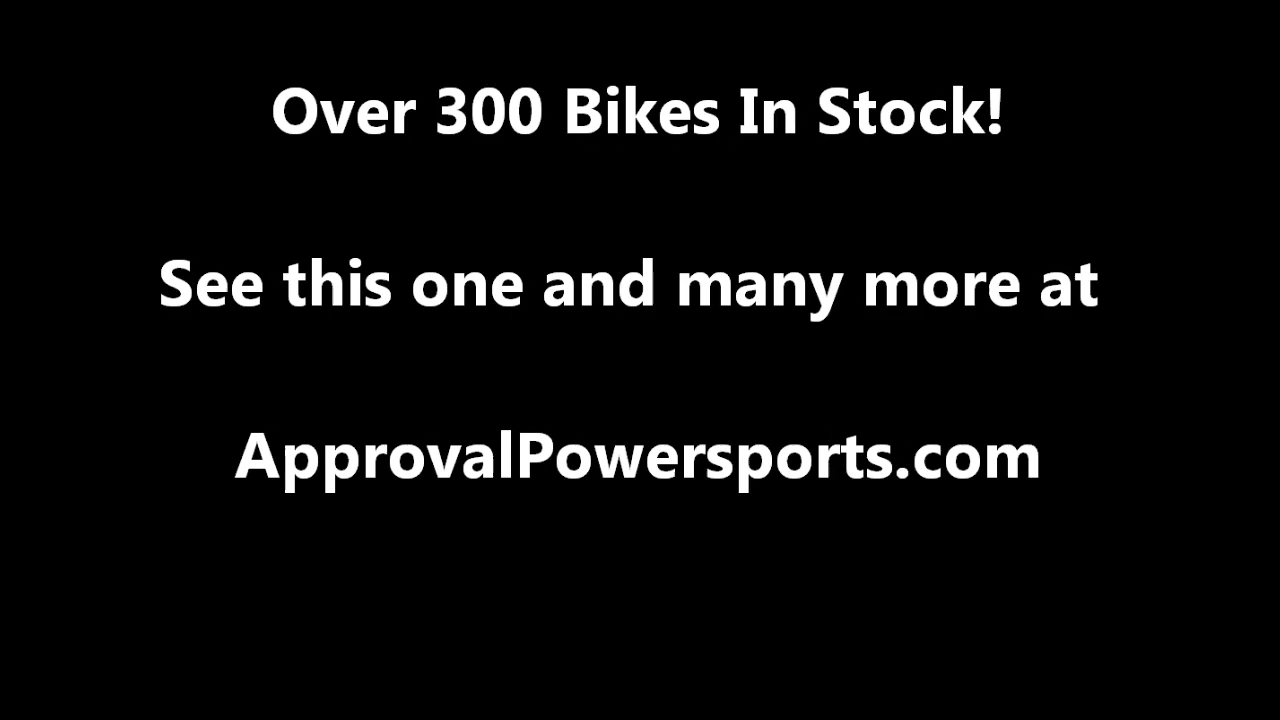 Over 300 Bikes In Stock!
See this one and many more at
ApprovalPowersports.com